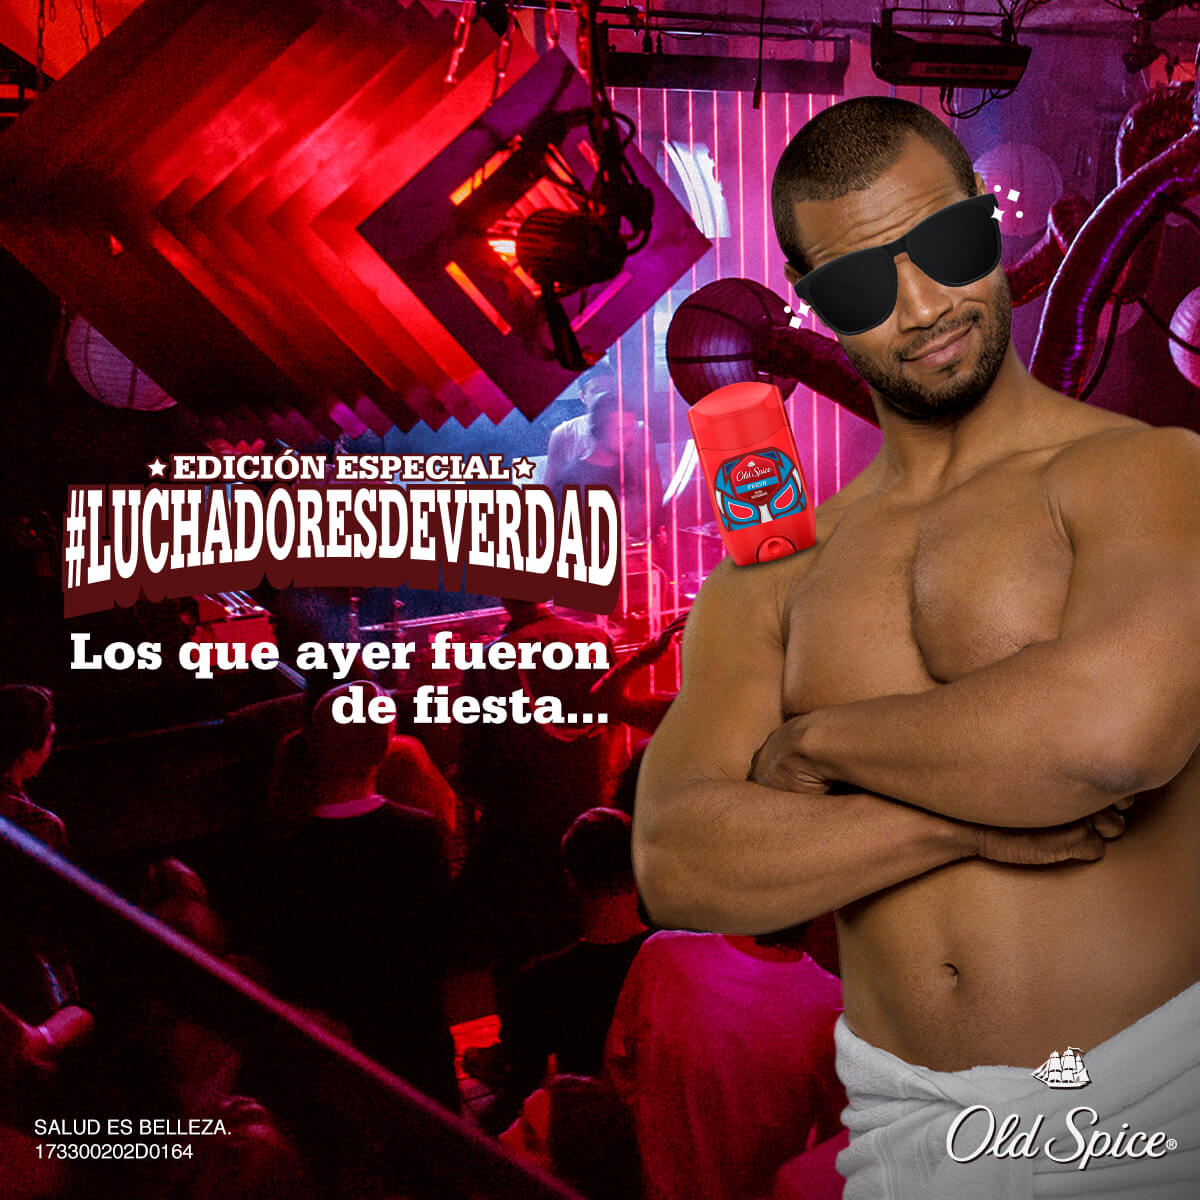 EDICIÓN ESPECIAL
#LUCHADORESDEVERDAD
Los que ayer fueron
de fiesta...
Old Spice
FRESH
SALUD ES BELLEZA.
173300202D0164
Old Spice®